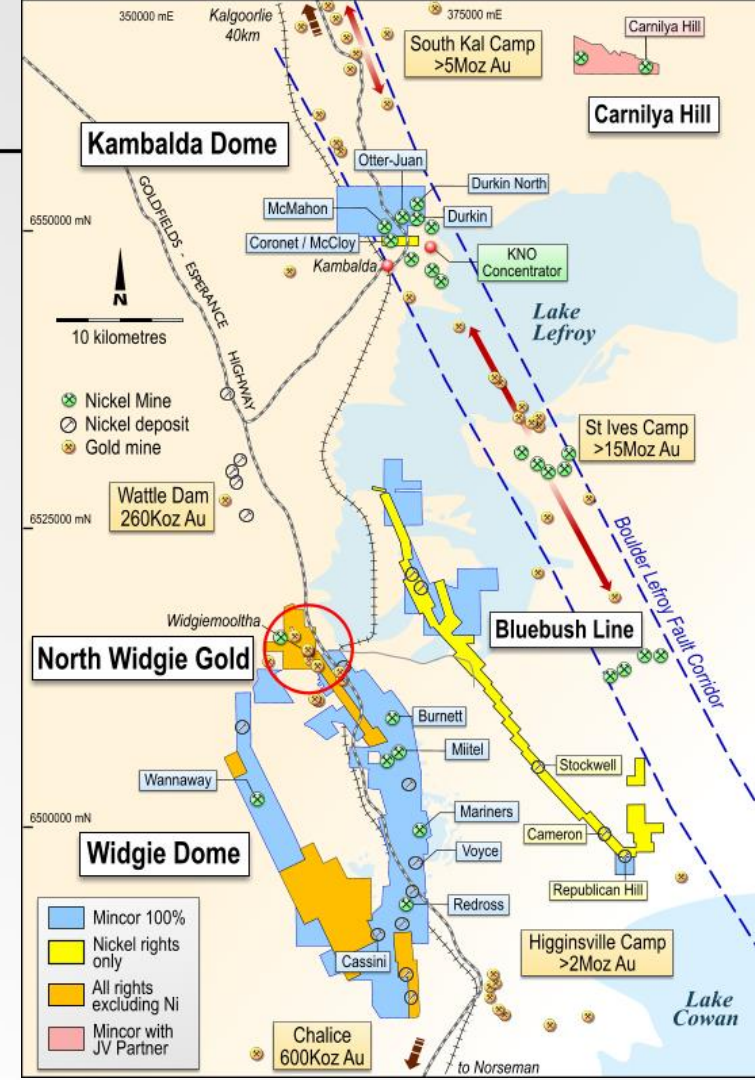 350000 mE
Kalgoorlie
40km
375000 mE
South Kal Camp
>5Moz Au
Carnilya Hill
Carnilya Hill
Kambalda Dome
Otter-Juan
Durkin North
McMahon
Durkin
6550000 mN
Coronet / McCloy
Kambalda
KNO
Concentrator
GOLDFIELDS - ESPERANCE HIGHWAY
N
10 kilometres
Lake
Lefroy
Nickel Mine
Nickel deposit
Gold mine
St Ives Camp
>15Moz Au
Wattle Dam
260Koz Au
6525000 mN
Boulder Lefroy Fault Corridor
Widgiemooltha
Bluebush Line
North Widgie Gold
Burnett
Miitel
Wannaway
Stockwell
Mariners
6500000 mN
Cameron
Widgie Dome
Voyce
Republican Hill
Redross
Mincor 100%
Nickel rights
only
All rights
excluding Ni
Mincor with
JV Partner
Cassini
Higginsville Camp
>2Moz Au
Lake
Cowan
Chalice
600Koz Au
to Norseman